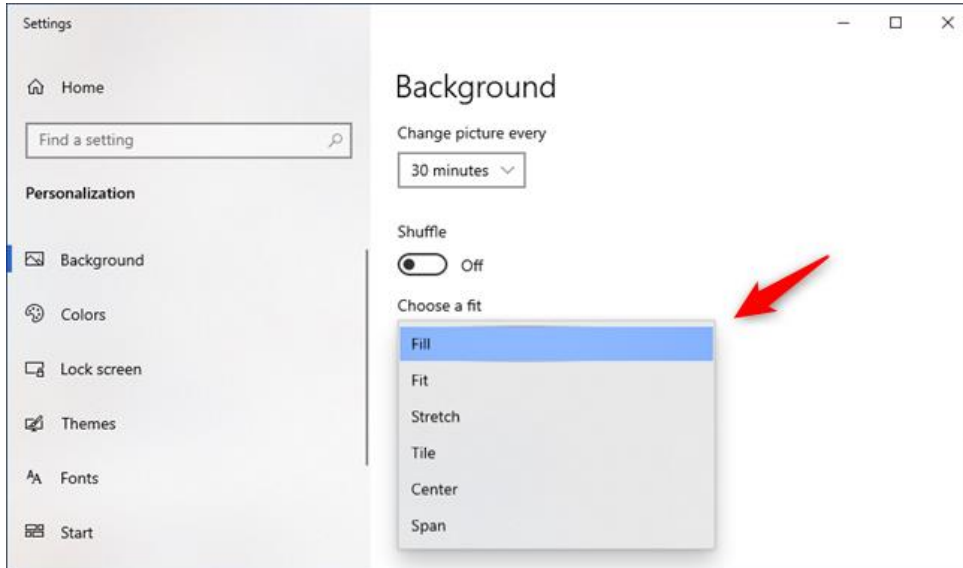 Settings
Home
Find a setting
Personalization
Background
Colors
Lock screen
Themes
Fonts
Start
Background
Change picture every
30 minutes
Shuffle
Off
Choose a fit
Fill
Fit
Stretch
Tile
Center
Span